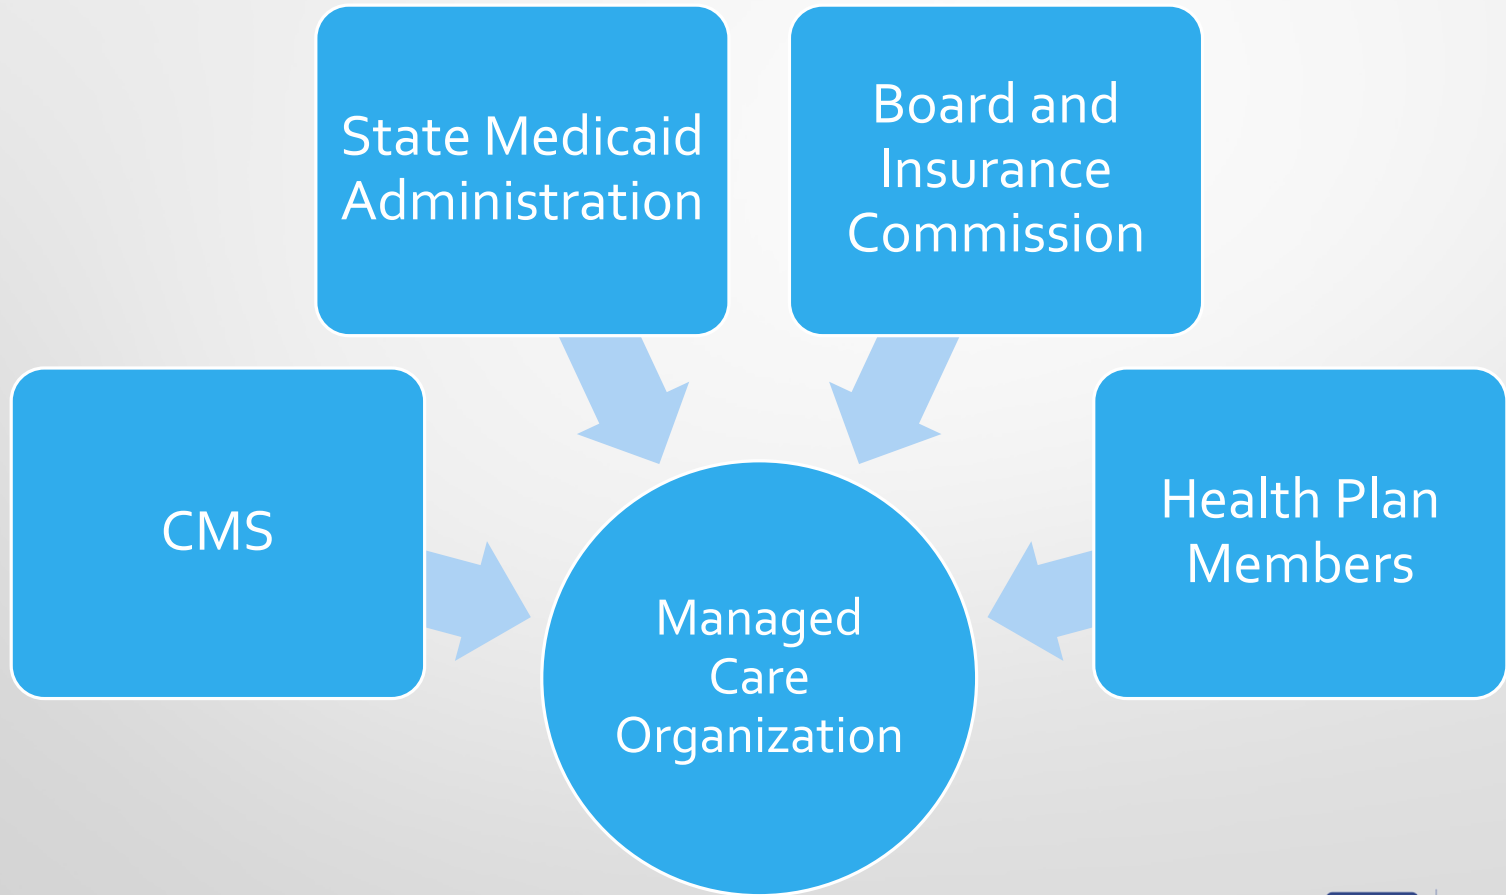 State Medicaid
Administration
Board and
Insurance
Commission
CMS
Health Plan
Members
Managed
Care
Organization